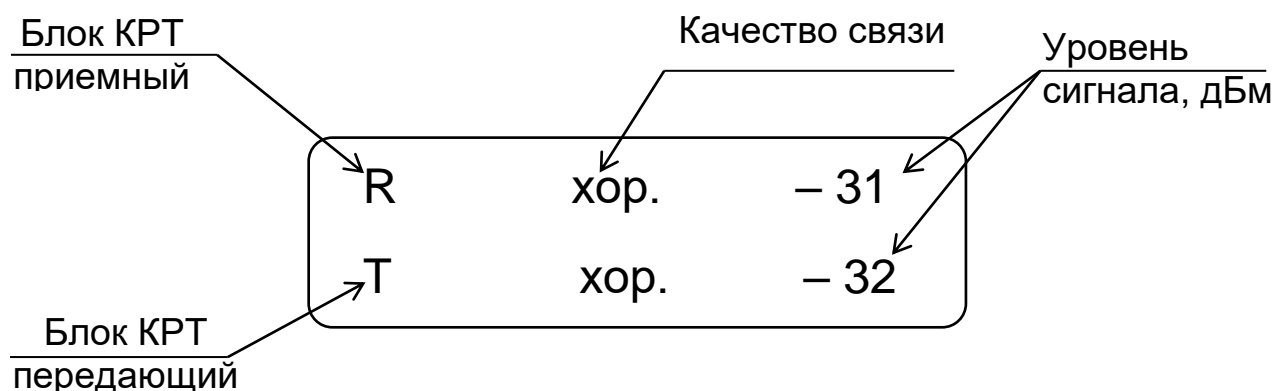 Блок КРТ
приемный
Качество связи
Уровень
сигнала, дБм
R хор. – 31
T хор. – 32
Блок КРТ
передающий